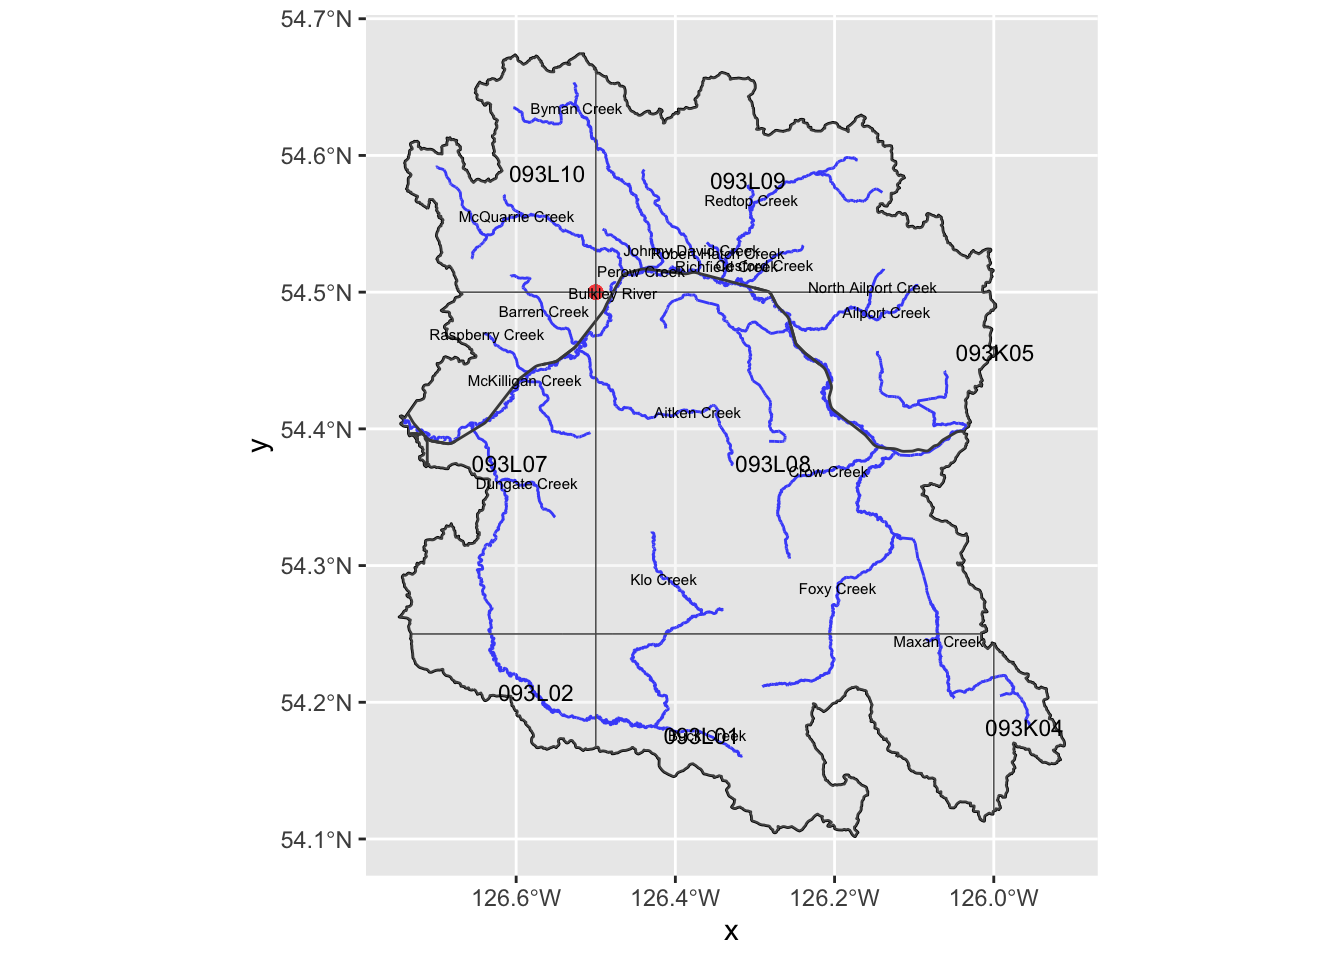 54.7°N
Byman Creek
54.6°N
093L10
093L09
Redtop Creek
McQuarrie Creek
Johnny David Creek
Robert Hatch Creek
Richfield Creek
Creek
Perow Creek
54.5°N
North Ailport Creek
Bulkley River
Barren Creek
Ailport Creek
Raspberry Creek
093K05
McKilligan Creek
Aitken Creek
54.4°N
093L07
093L08
Crow Creek
Dungate Creek
54.3°N
Klo Creek
Foxy Creek
Maxan Creek
54.2°N
093L02
093K04
093L01
Creek
54.1°N
126.6°W
126.4°W
126.2°W
126.0°W
x
y